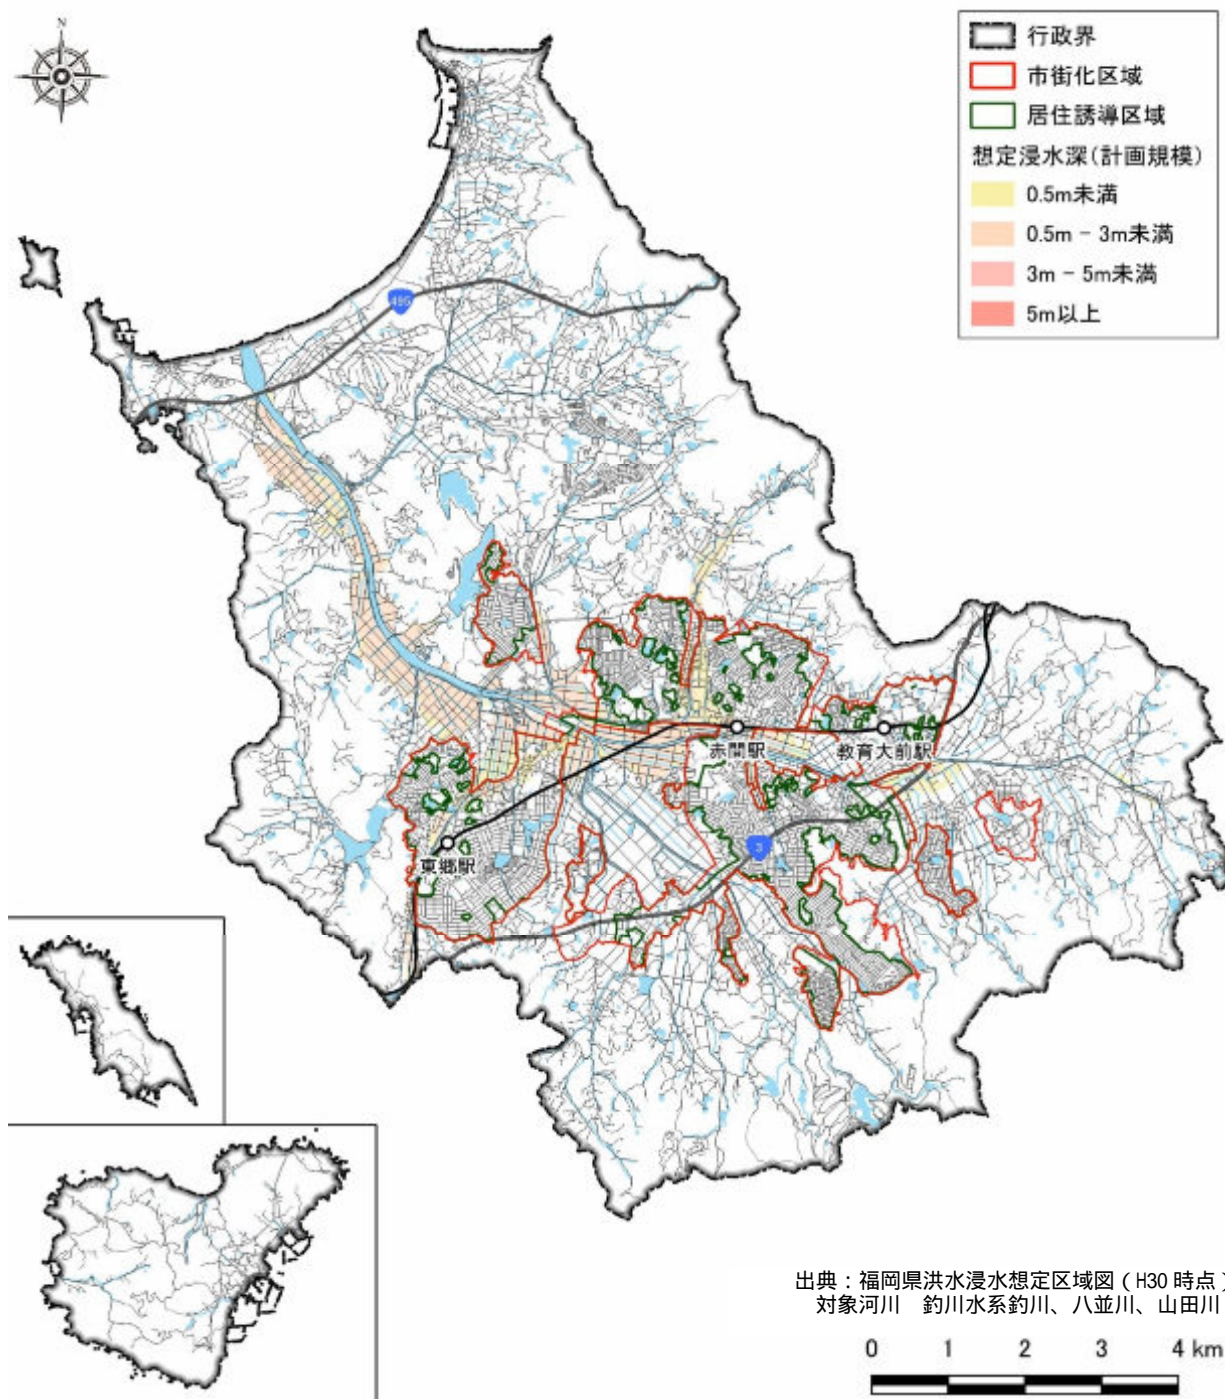 N
行政界
市街化区域
居住誘導区域
想定浸水深(計画規模)
0.5m未満
0.5m - 3m未満
3m - 5m未満
5m以上
495
赤間駅
教育大前駅
3
東郷駅
出典：福岡県洪水浸水想定区域図（H30 時点）
対象河川　釣川水系釣川、八並川、山田川
0 1 2 3 4 km